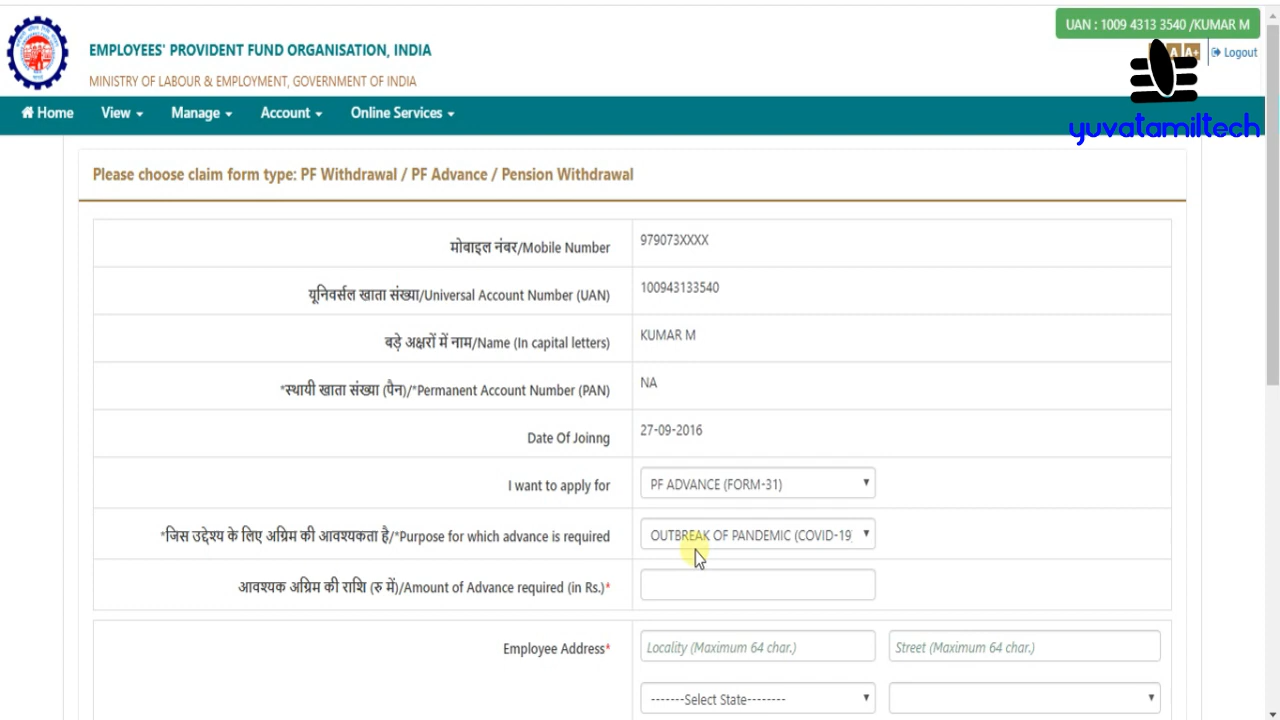 UAN : 1009 4313 3540 /KUMAR M
EMPLOYEES' PROVIDENT FUND ORGANISATION, INDIA
A A+ Logout
MINISTRY OF LABOUR & EMPLOYMENT, GOVERNMENT OF INDIA
Home View Manage Account Online Services
yuvatamiltech
Please choose claim form type: PF Withdrawal / PF Advance / Pension Withdrawal
मोबाइल नंबर/Mobile Number 979073XXXX
यूनिवर्सल खाता संख्या/Universal Account Number (UAN) 100943133540
बड़े अक्षरों में नाम/Name (In capital letters) KUMAR M
*स्थायी खाता संख्या (पैन)/*Permanent Account Number (PAN) NA
Date Of Joinng 27-09-2016
I want to apply for PF ADVANCE (FORM-31)
*जिस उद्देश्य के लिए अग्रिम की आवश्यकता है/*Purpose for which advance is required OUTBREAK OF PANDEMIC (COVID-19
आवश्यक अग्रिम की राशि (रु में)/Amount of Advance required (in Rs.)*
Employee Address* Locality (Maximum 64 char.) Street (Maximum 64 char.)
-------Select State--------